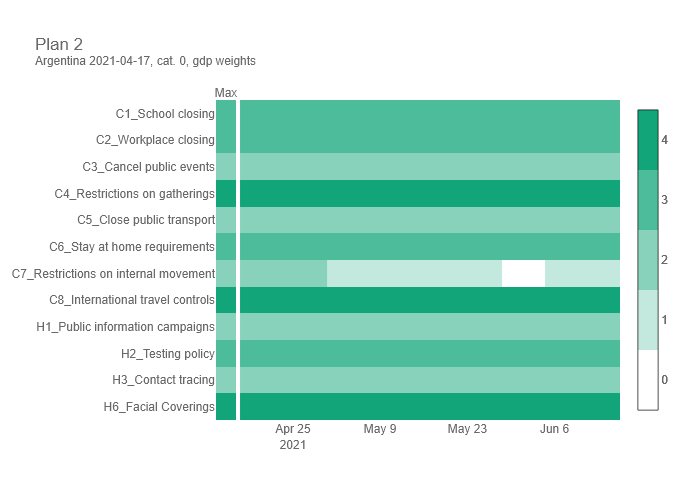 Plan 2
Argentina 2021-04-17, cat. 0, gdp weights
Max
C1_School closing
C2_Workplace closing
C3_Cancel public events
C4_Restrictions on gatherings
C5_Close public transport
C6_Stay at home requirements
C7_Restrictions on internal movement
C8_International travel controls
H1_Public information campaigns
H2_Testing policy
H3_Contact tracing
H6_Facial Coverings
Apr 25 May 9 May 23 Jun 6
2021
4
3
2
1
0